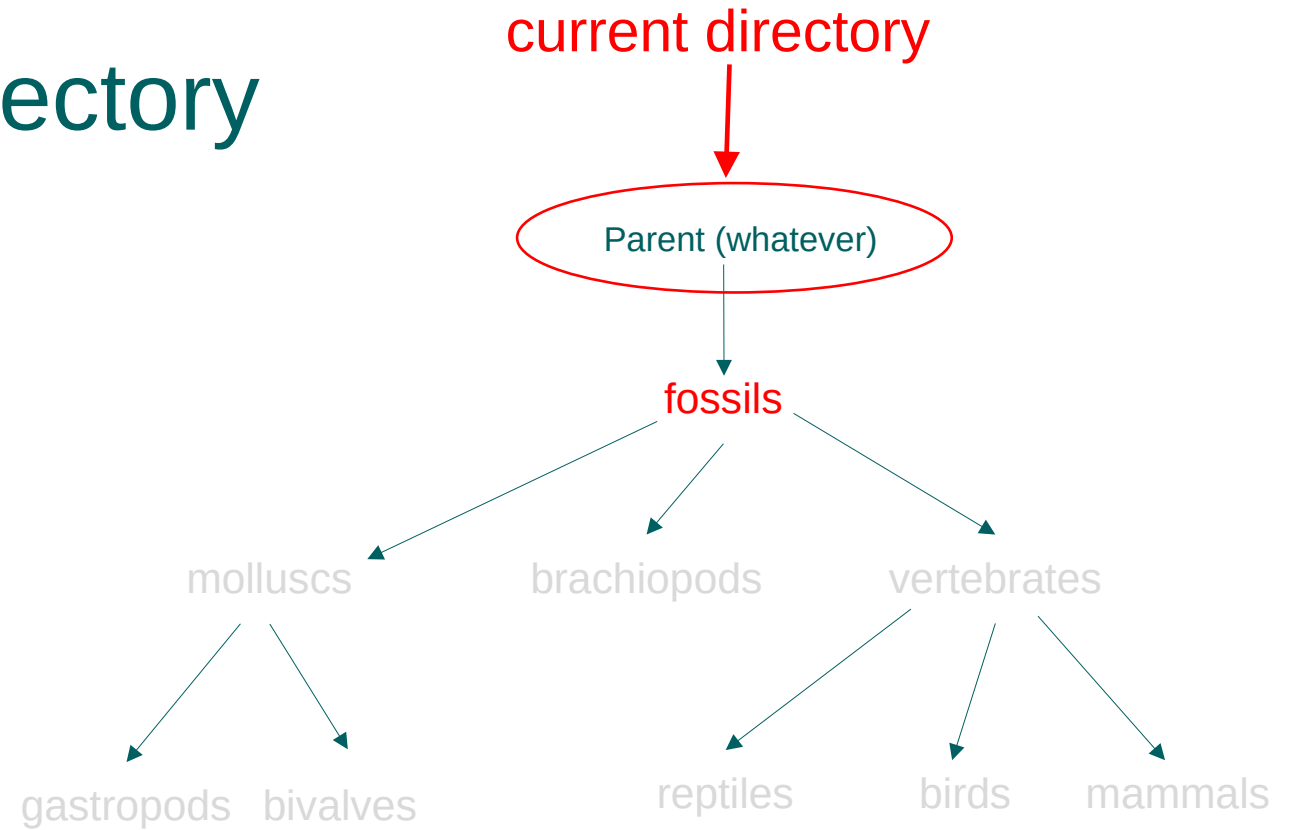 current directory
ectory
Parent (whatever)
fossils
molluscs brachiopods vertebrates
gastropods bivalves reptiles birds mammals